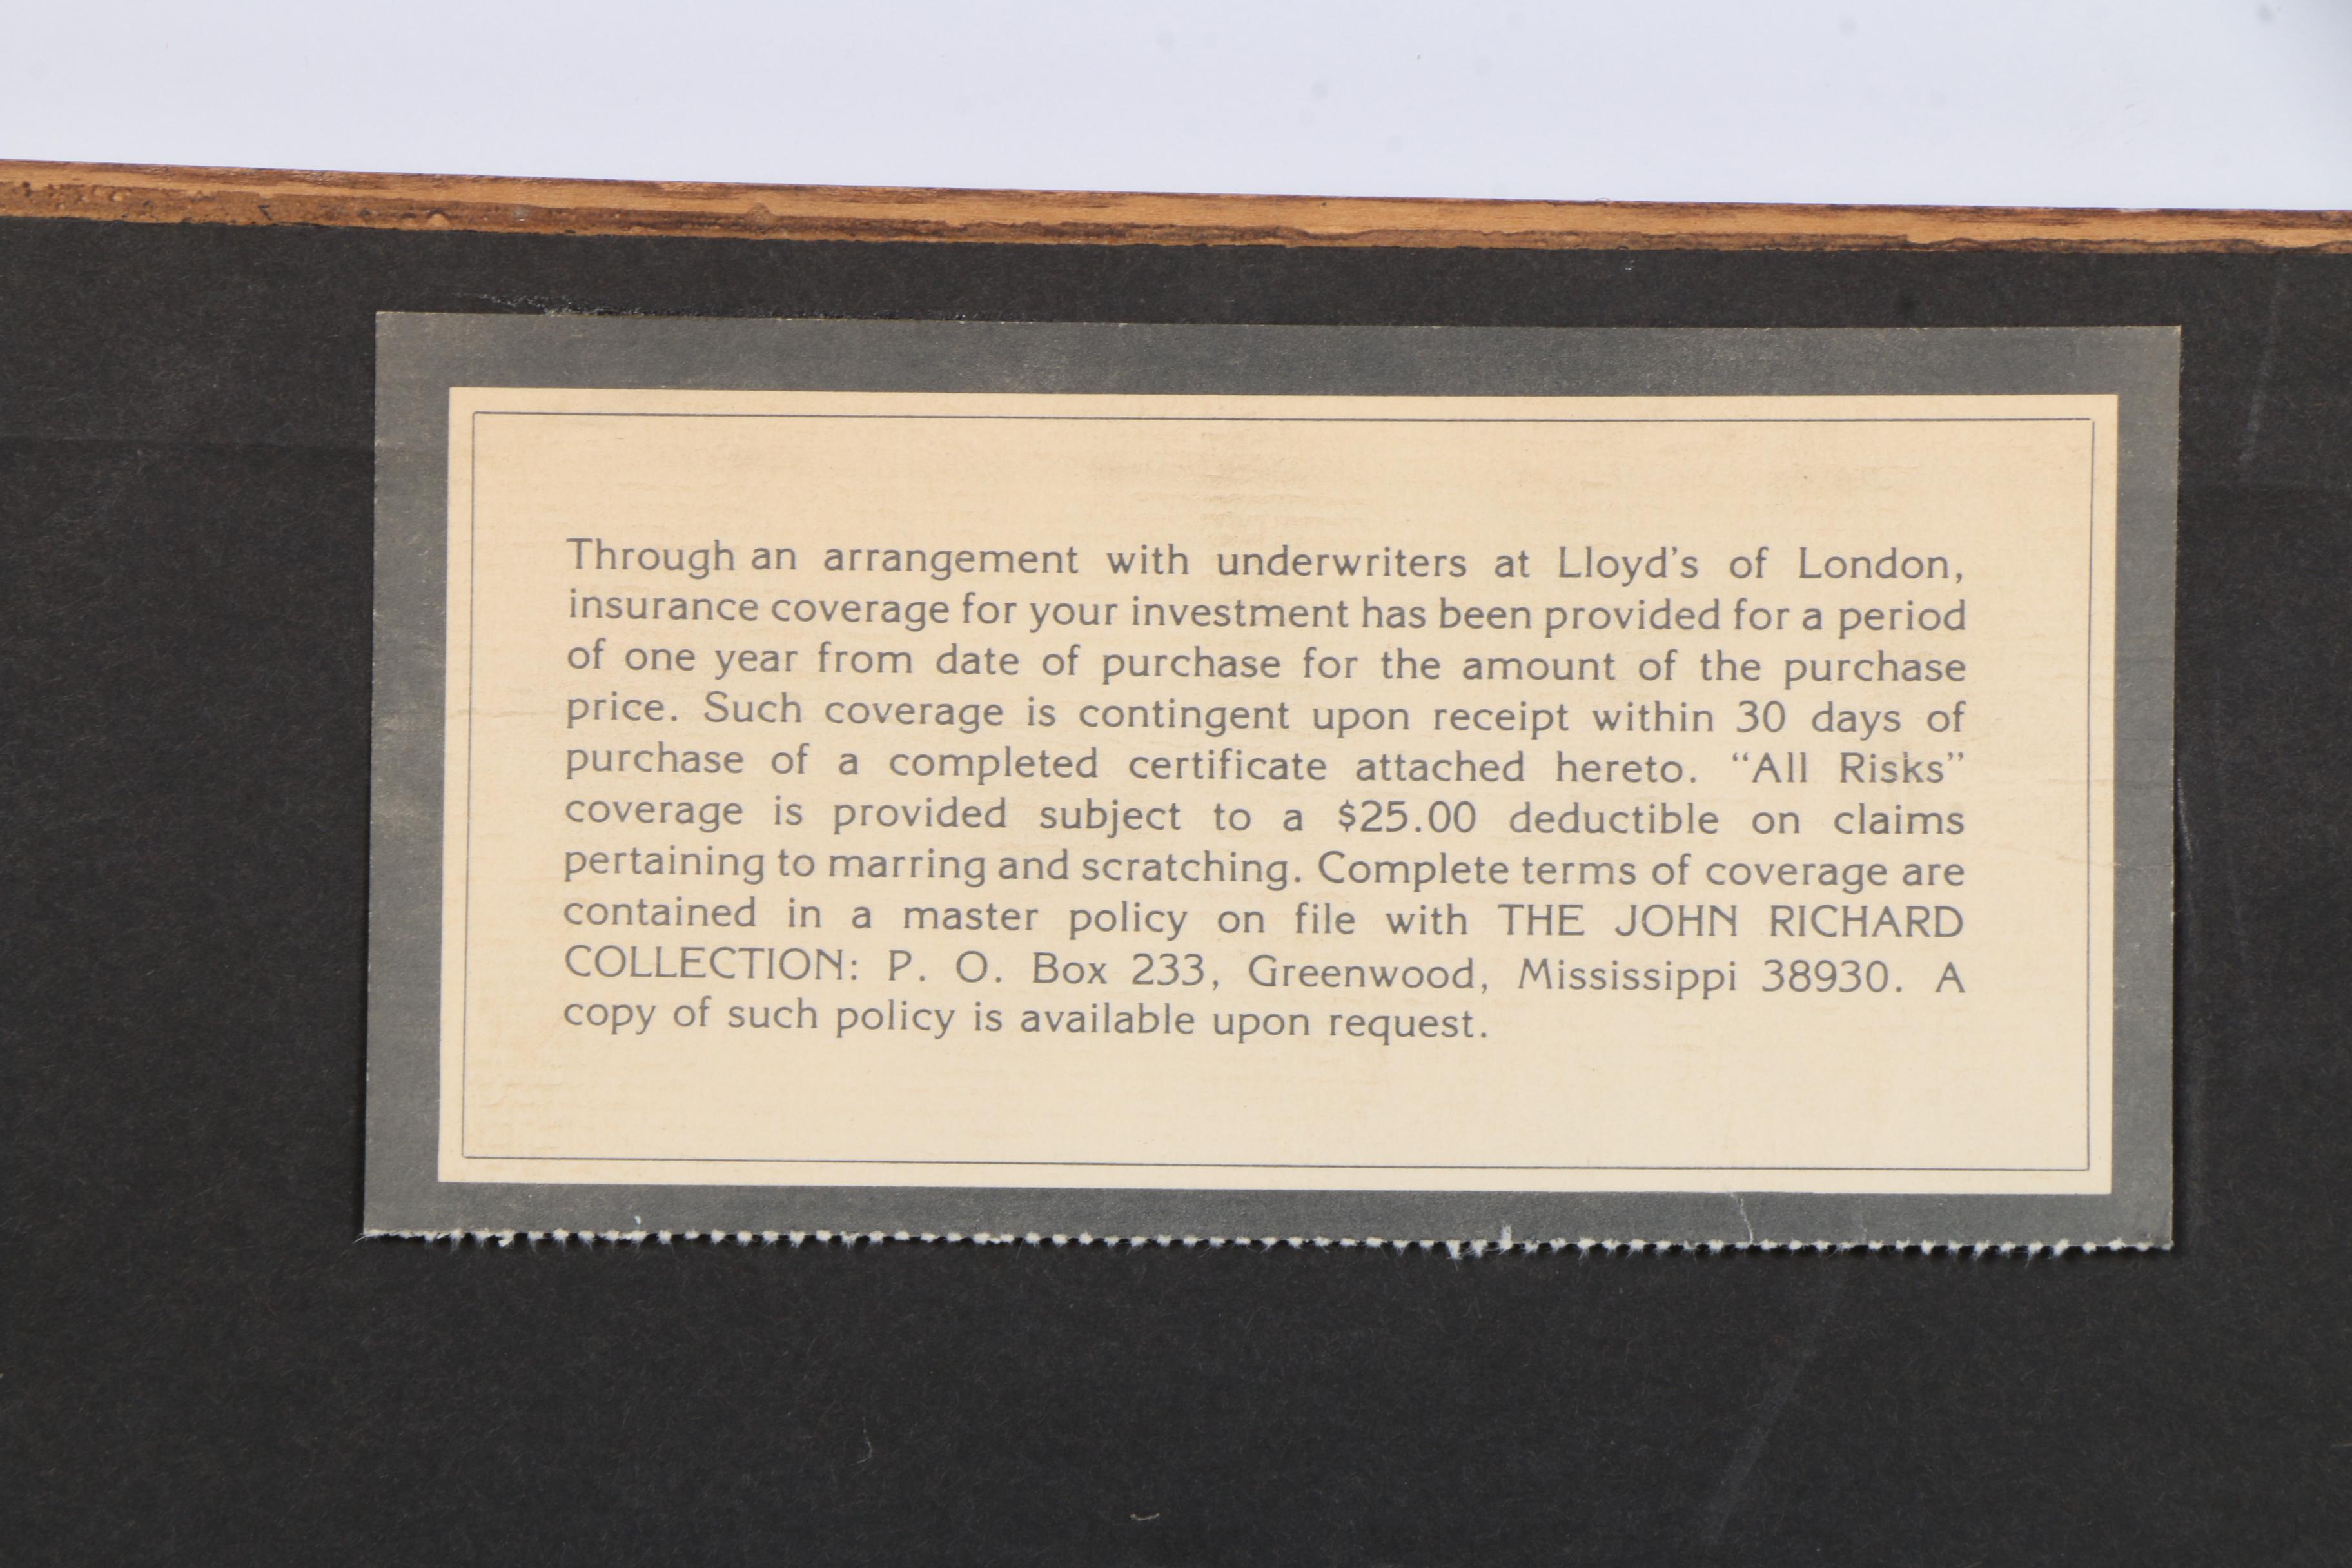 Through an arrangement with underwriters at Lloyd's of London,
insurance coverage for your investment has been provided for a period
of one year from date of purchase for the amount of the purchase
price. Such coverage is contingent upon receipt within 30 days of
purchase of a completed certificate attached hereto. “All Risks”
coverage is provided subject to a $25.00 deductible on claims
pertaining to marring and scratching. Complete terms of coverage are
contained in a master policy on file with THE JOHN RICHARD
COLLECTION: P. O. Box 233, Greenwood, Mississippi 38930. A
copy of such policy is available upon request.